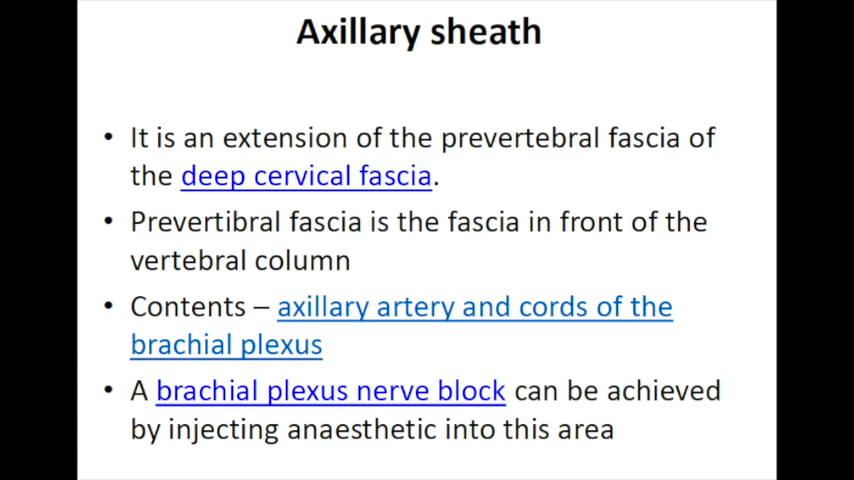 Axillary sheath
• It is an extension of the prevertebral fascia of
the deep cervical fascia.
• Prevertibral fascia is the fascia in front of the
vertebral column
• Contents – axillary artery and cords of the
brachial plexus
• A brachial plexus nerve block can be achieved
by injecting anaesthetic into this area